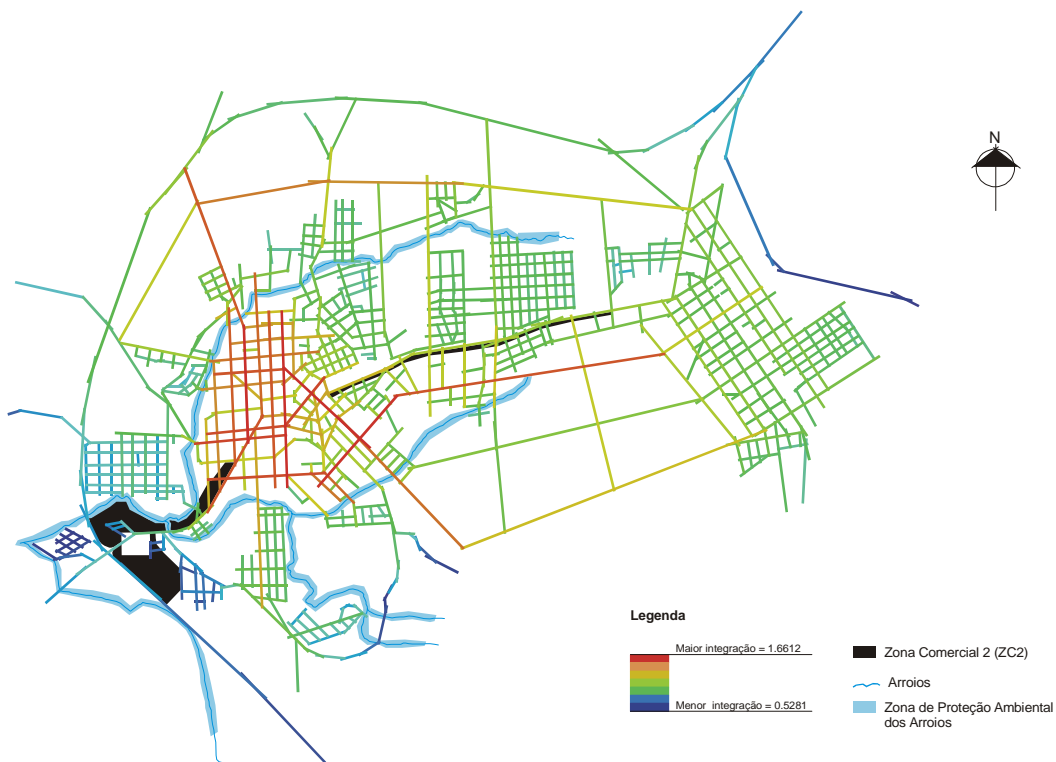 N
Legenda
Maior integração = 1.6612
Menor integração = 0.5281
Zona Comercial 2 (ZC2)
Arroios
Zona de Proteção Ambiental
dos Arroios